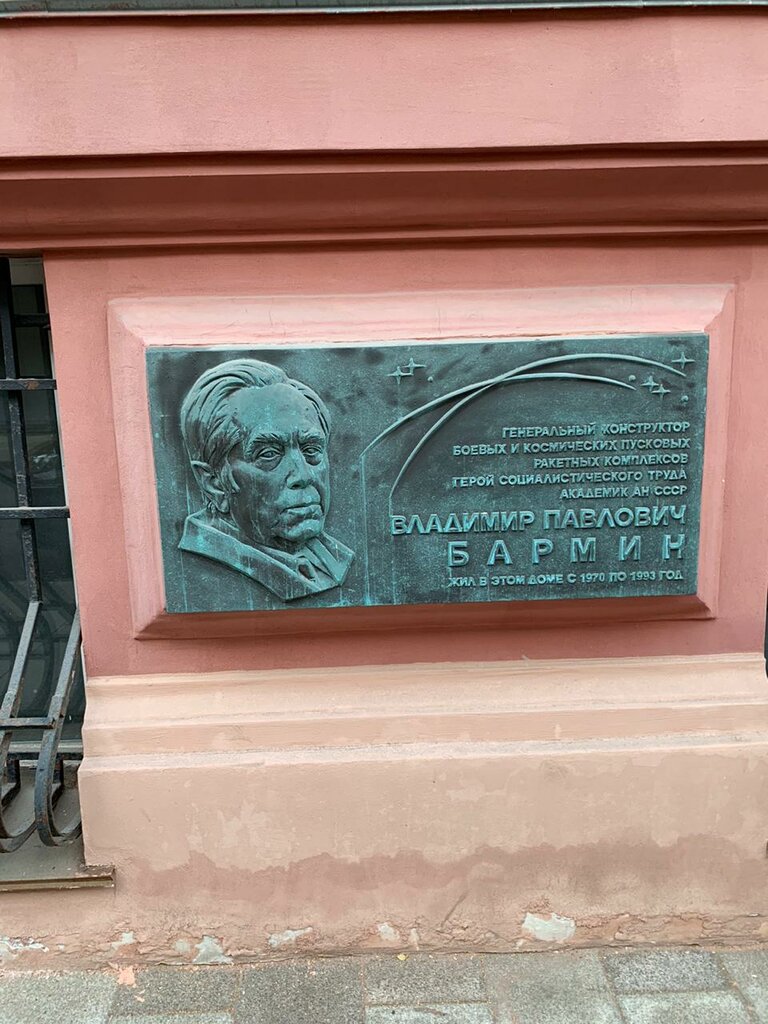 ГЕНЕРАЛЬНЫЙ КОНСТРУКТОР
БОЕВЫХ И КОСМИЧЕСКИХ ПУСКОВЫХ
РАКЕТНЫХ КОМПЛЕКСОВ
ГЕРОЙ СОЦИАЛИСТИЧЕСКОГО ТРУДА
АКАДЕМИК АН СССР
ВЛАДИМИР ПАВЛОВИЧ
БАРМИН
ЖИЛ В ЭТОМ ДОМЕ С 1970 ПО 1993 ГОД